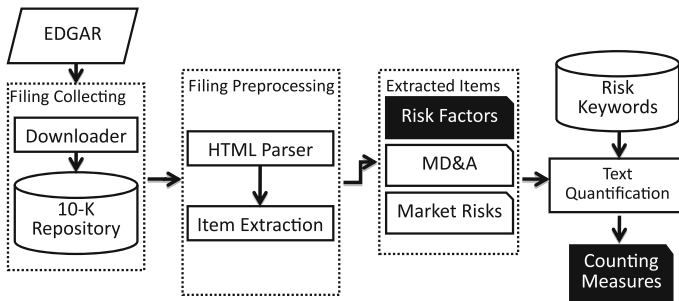 EDGAR
Filing Collecting
Downloader
10-K
Repository
Filing Preprocessing
HTML Parser
Item Extraction
Extracted Items
Risk Factors
MD&A
Market Risks
Risk
Keywords
Text
Quantification
Counting
Measures